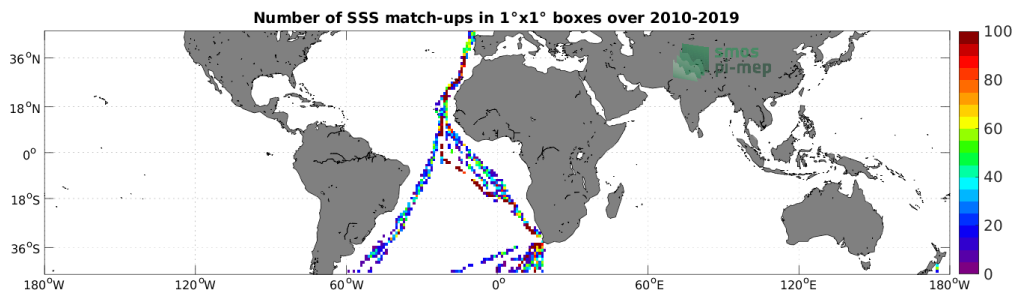 Number of SSS match-ups in 1°x1° boxes over 2010-2019
100
36°N
smos
pi-mep
80
18°N
60
0°
40
18°S
20
36°S
0
180°W
120°W
60°W
0°
60°E
120°E
180°W